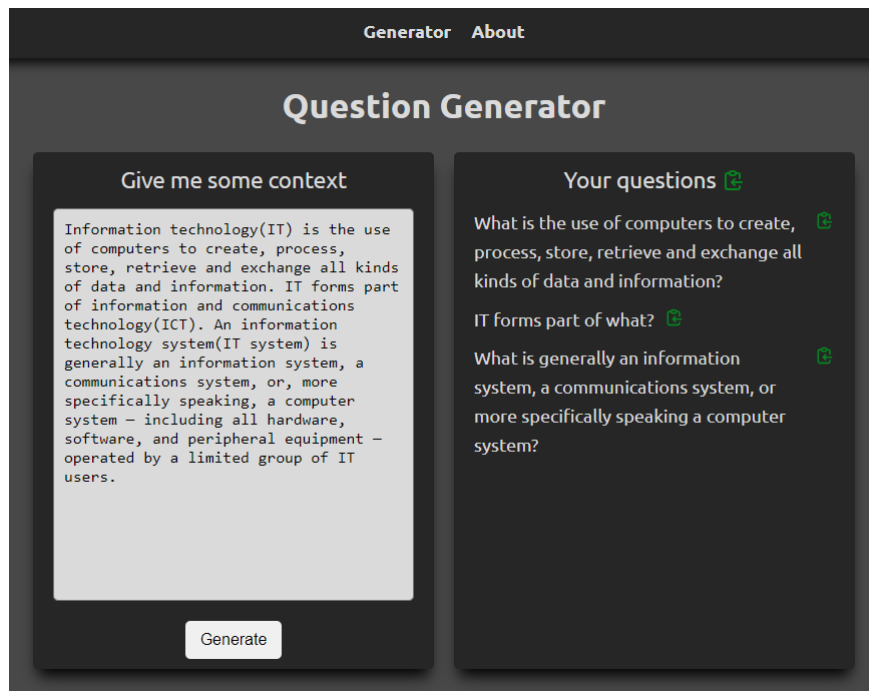 Generator About
Question Generator
Give me some context
Information technology(IT) is the use
of computers to create, process,
store, retrieve and exchange all kinds
of data and information. IT forms part
of information and communications
technology(ICT). An information
technology system(IT system) is
generally an information system, a
communications system, or, more
specifically speaking, a computer
system — including all hardware,
software, and peripheral equipment —
operated by a limited group of IT
users.
Generate
Your questions
What is the use of computers to create,
process, store, retrieve and exchange all
kinds of data and information?
IT forms part of what?
What is generally an information
system, a communications system, or
more specifically speaking a computer
system?